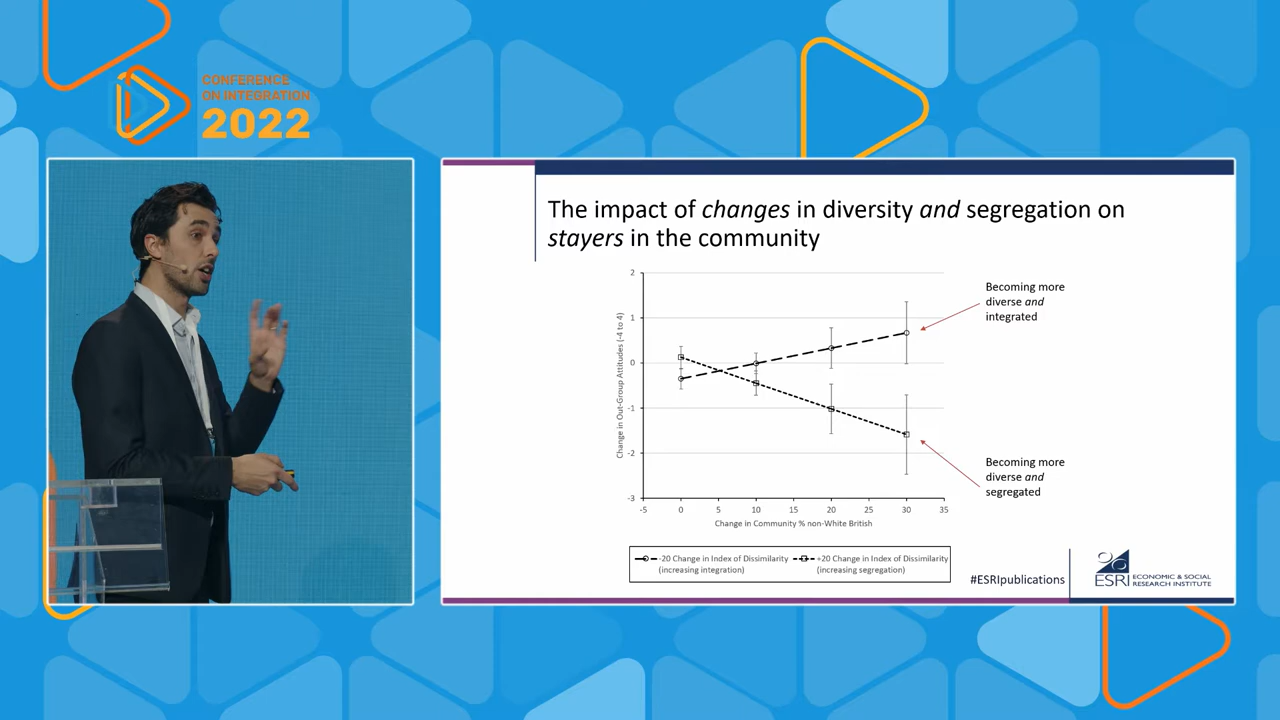 CONFERENCE
ON INTEGRATION
2022
The impact of changes in diversity and segregation on
stayers in the community
2
1
0
-1
-2
-3
Change in Out-Group Attitudes (-4 to 4)
-5 0 5 10 15 20 25 30 35
Change in Community % non-White British
Becoming more
diverse and
integrated
Becoming more
diverse and
segregated
-20 Change in Index of Dissimilarity
(increasing integration)
+20 Change in Index of Dissimilarity
(increasing segregation)
#ESRIpublications
ESRI
ECONOMIC & SOCIAL
RESEARCH INSTITUTE